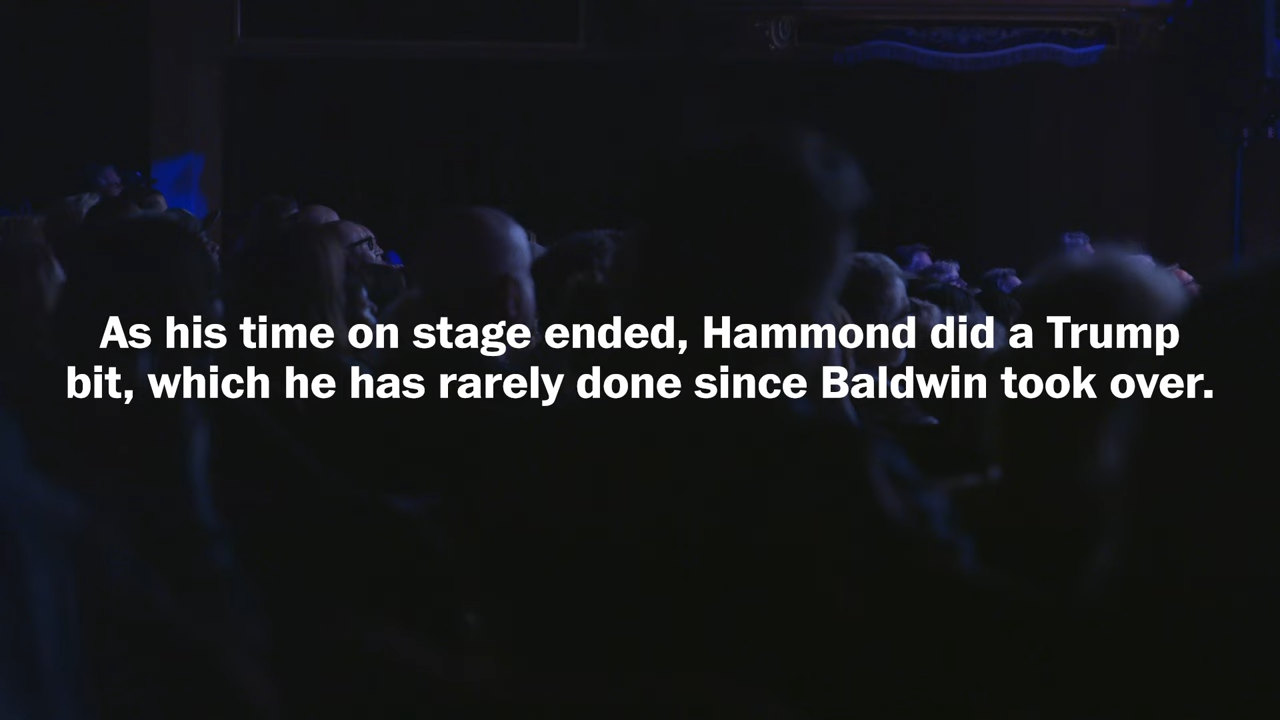 As his time on stage ended, Hammond did a Trump
bit, which he has rarely done since Baldwin took over.